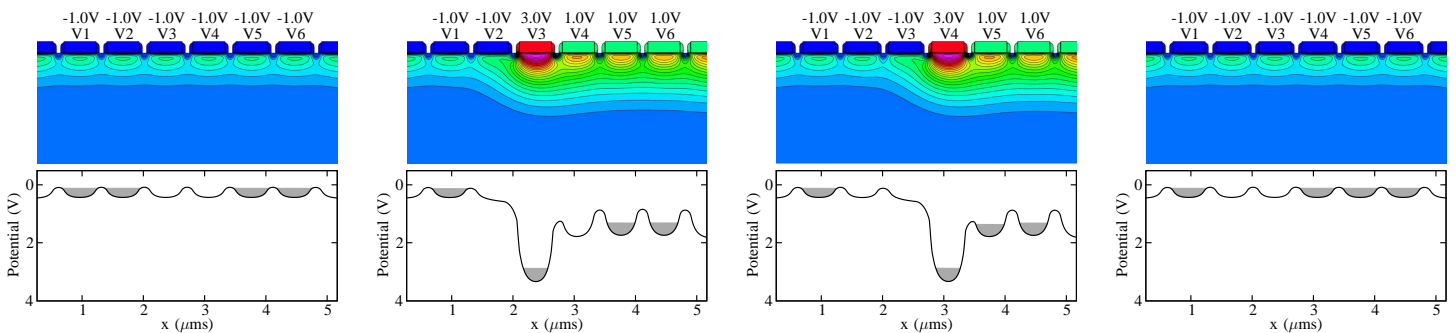 -1.0V -1.0V -1.0V -1.0V -1.0V -1.0V
V1 V2 V3 V4 V5 V6
Potential (V)
0
2
4
1 2 3 4 5
x (μms)
-1.0V -1.0V 3.0V 1.0V 1.0V 1.0V
V1 V2 V3 V4 V5 V6
Potential (V)
0
2
4
1 2 3 4 5
x (μms)
-1.0V -1.0V -1.0V 3.0V 1.0V 1.0V
V1 V2 V3 V4 V5 V6
Potential (V)
0
2
4
1 2 3 4 5
x (μms)
-1.0V -1.0V -1.0V -1.0V -1.0V -1.0V
V1 V2 V3 V4 V5 V6
Potential (V)
0
2
4
1 2 3 4 5
x (μms)